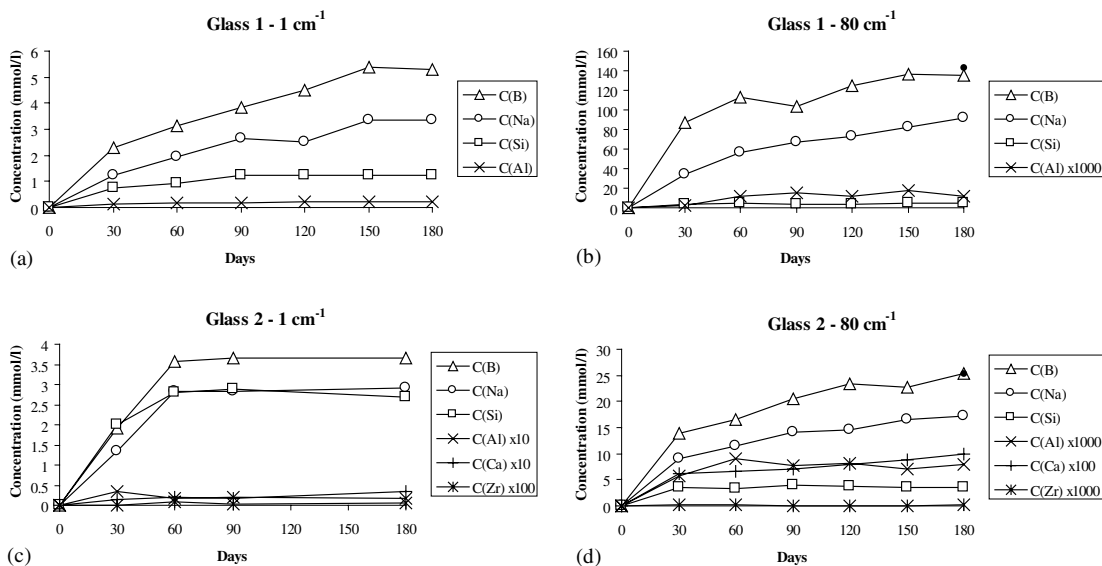 Glass 1 - 1 cm⁻¹
Concentration (mmol/l)
6
5
4
3
2
1
0
0 30 60 90 120 150 180
Days
C(B)
C(Na)
C(Si)
C(Al)
(a)
Glass 1 - 80 cm⁻¹
Concentration (mmol/l)
160
140
120
100
80
60
40
20
0
0 30 60 90 120 150 180
Days
C(B)
C(Na)
C(Si)
C(Al) x1000
(b)
Glass 2 - 1 cm⁻¹
Concentration (mmol/l)
4
3.5
3
2.5
2
1.5
1
0.5
0
0 30 60 90 120 150 180
Days
C(B)
C(Na)
C(Si)
C(Al) x10
C(Ca) x10
C(Zr) x100
(c)
Glass 2 - 80 cm⁻¹
Concentration (mmol/l)
30
25
20
15
10
5
0
0 30 60 90 120 150 180
Days
C(B)
C(Na)
C(Si)
C(Al) x1000
C(Ca) x100
C(Zr) x1000
(d)